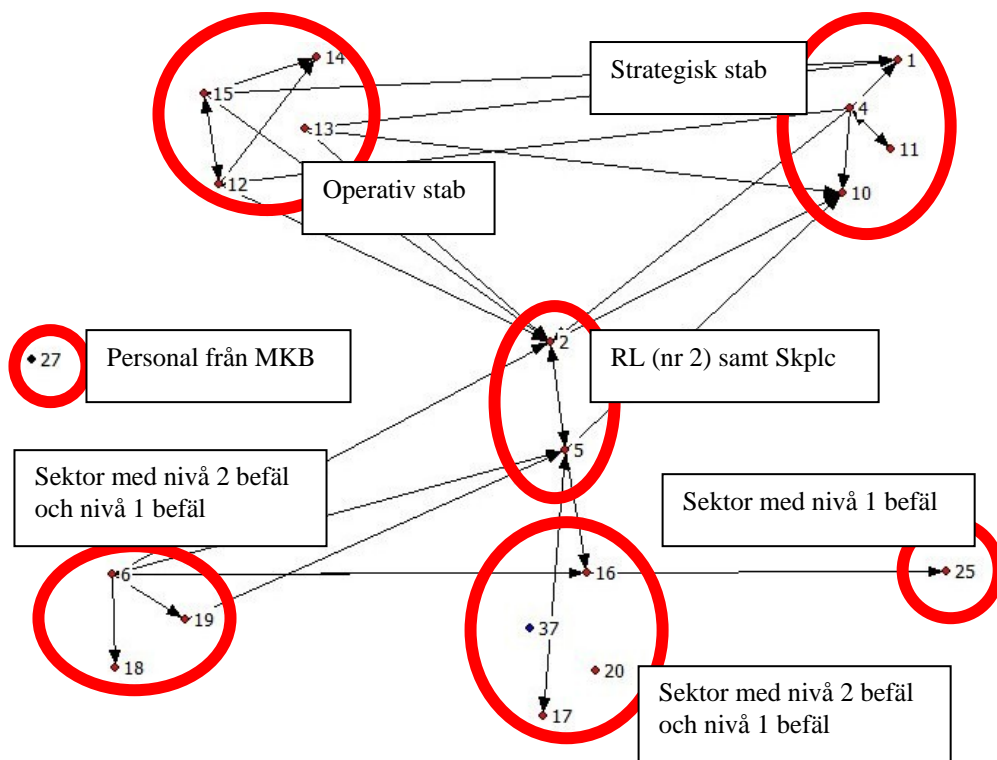 14
1
Strategisk stab
15
4
13
11
12
Operativ stab
10
2
27
Personal från MKB
RL (nr 2) samt Skplc
5
Sektor med nivå 2 befäl
och nivå 1 befäl
Sektor med nivå 1 befäl
6
16
25
19
37
18
20
17
Sektor med nivå 2 befäl
och nivå 1 befäl